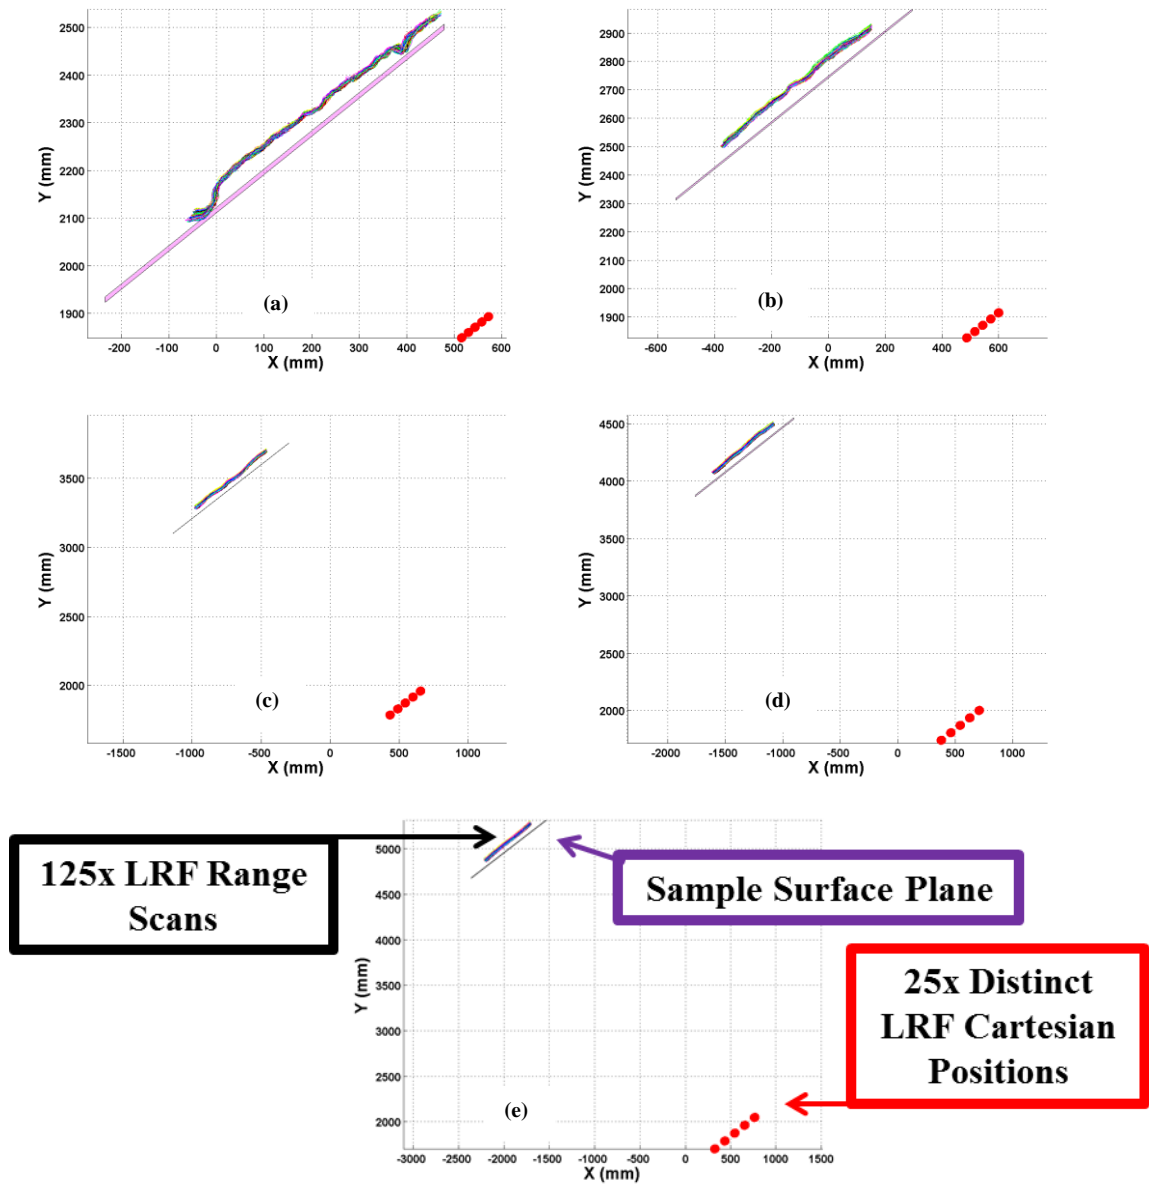 2500
2400
2300
2200
2100
2000
1900
Y (mm)
(a)
-200 -100 0 100 200 300 400 500 600
X (mm)
2900
2800
2700
2600
2500
2400
2300
2200
2100
2000
1900
Y (mm)
(b)
-600 -400 -200 0 200 400 600
X (mm)
3500
3000
2500
2000
Y (mm)
(c)
-1500 -1000 -500 0 500 1000
X (mm)
4500
4000
3500
3000
2500
2000
Y (mm)
(d)
-2000 -1500 -1000 -500 0 500 1000
X (mm)
125x LRF Range
Scans
Sample Surface Plane
25x Distinct
LRF Cartesian
Positions
5000
4500
4000
3500
3000
2500
2000
Y (mm)
(e)
-3000 -2500 -2000 -1500 -1000 -500 0 500 1000 1500
X (mm)